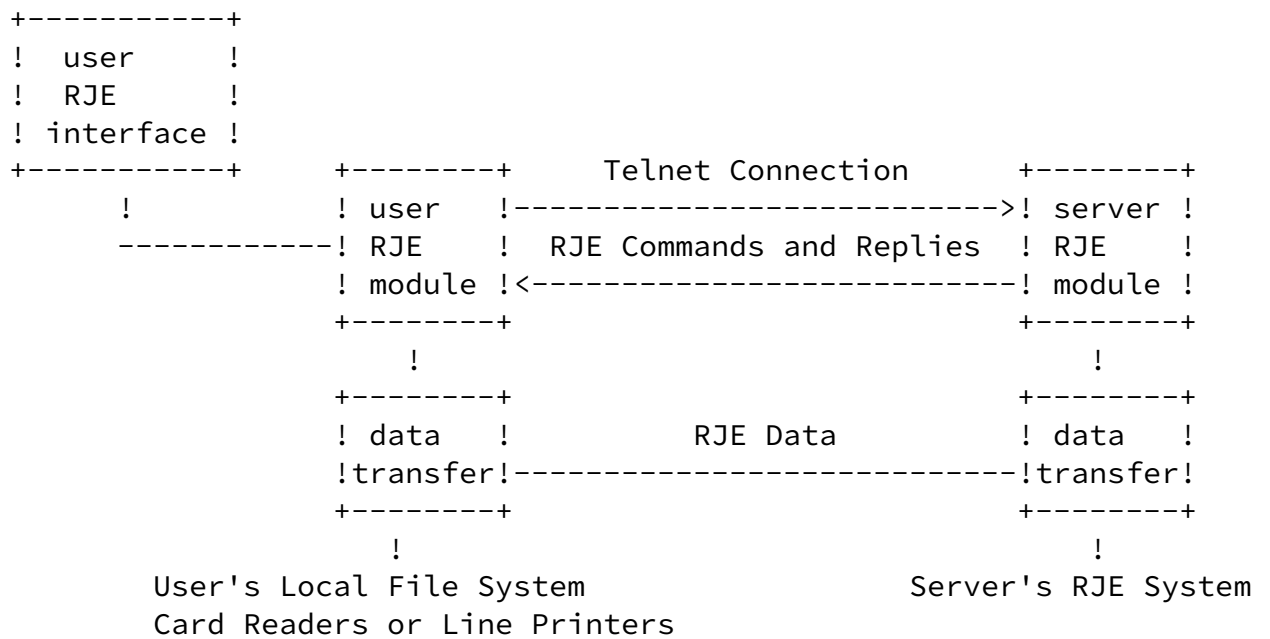 +-----------+
!  user     !
!  RJE      !
! interface !
+-----------+     +--------+     Telnet Connection      +--------+
      !           ! user   !--------------------------->! server !
      ------------! RJE    !  RJE Commands and Replies  ! RJE    !
                  ! module !<---------------------------! module !
                  +--------+                            +--------+
                      !                                     !
                  +--------+                            +--------+
                  ! data   !          RJE Data          ! data   !
                  !transfer!----------------------------!transfer!
                  +--------+                            +--------+
                     !                                      !
        User's Local File System                  Server's RJE System
        Card Readers or Line Printers